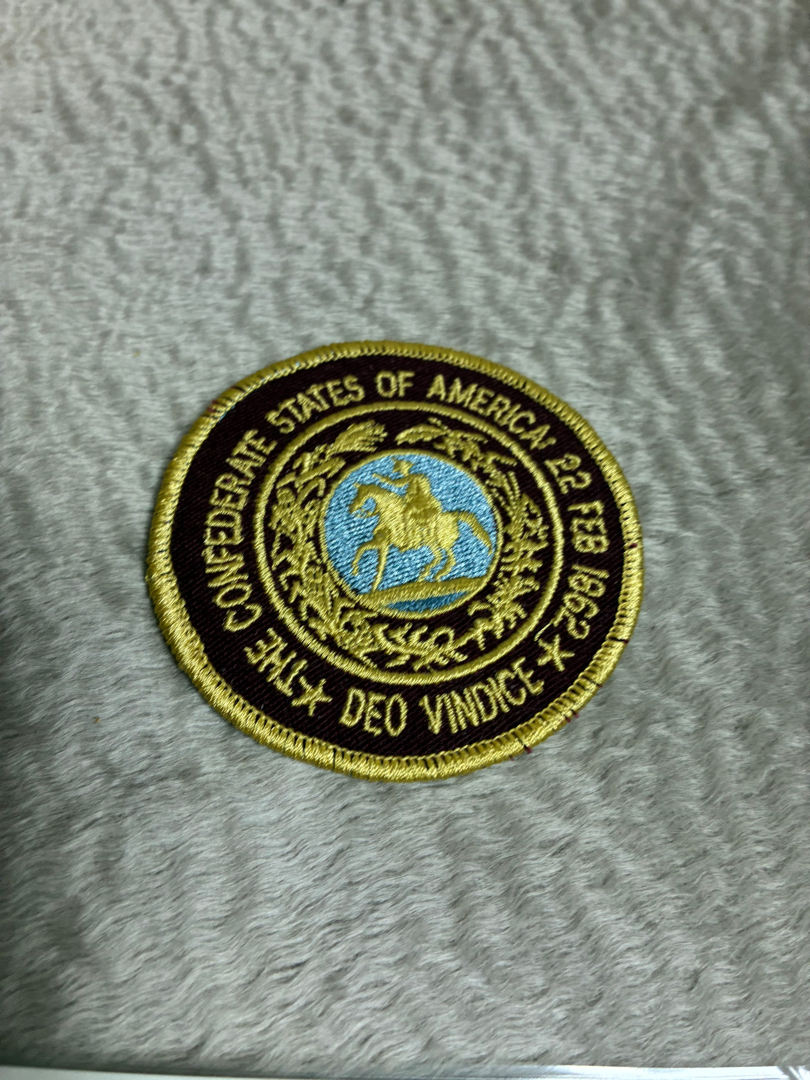 THE CONFEDERATE STATES OF AMERICA: 22 FEB 1862
DEO VINDICE